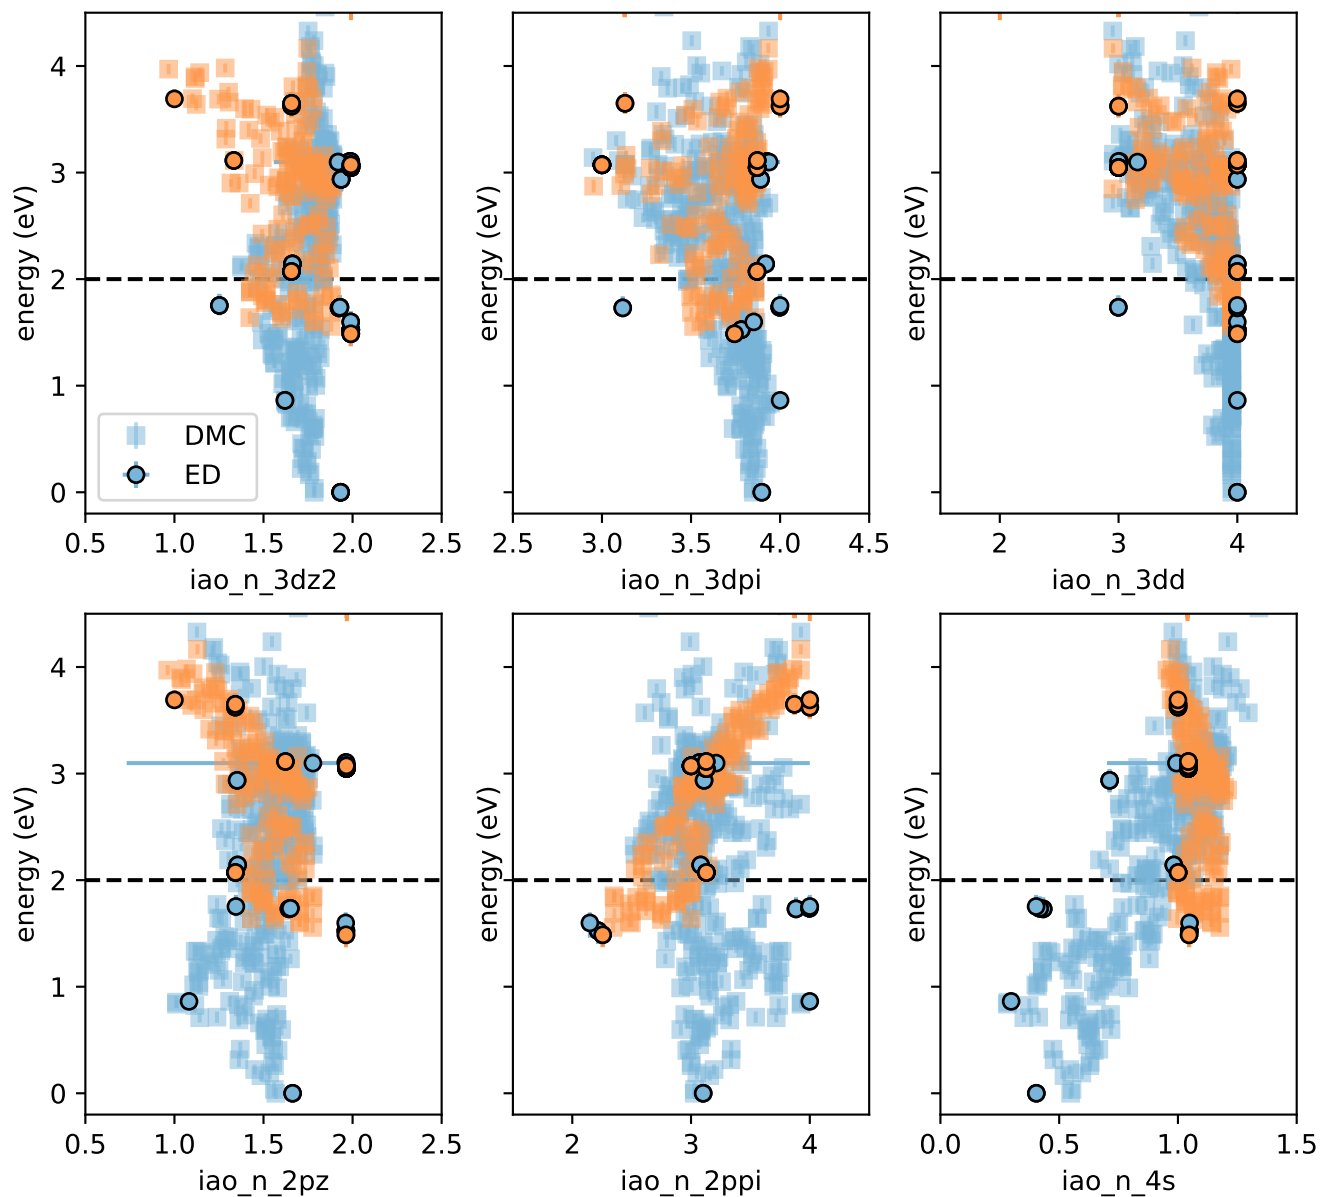 4
3
2
1
0
energy (eV)
DMC
ED
0.5 1.0 1.5 2.0 2.5
iao_n_3dz2
energy (eV)
2.5 3.0 3.5 4.0 4.5
iao_n_3dpi
energy (eV)
2 3 4
iao_n_3dd
4
3
2
1
0
energy (eV)
0.5 1.0 1.5 2.0 2.5
iao_n_2pz
energy (eV)
2 3 4
iao_n_2ppi
energy (eV)
0.0 0.5 1.0 1.5
iao_n_4s